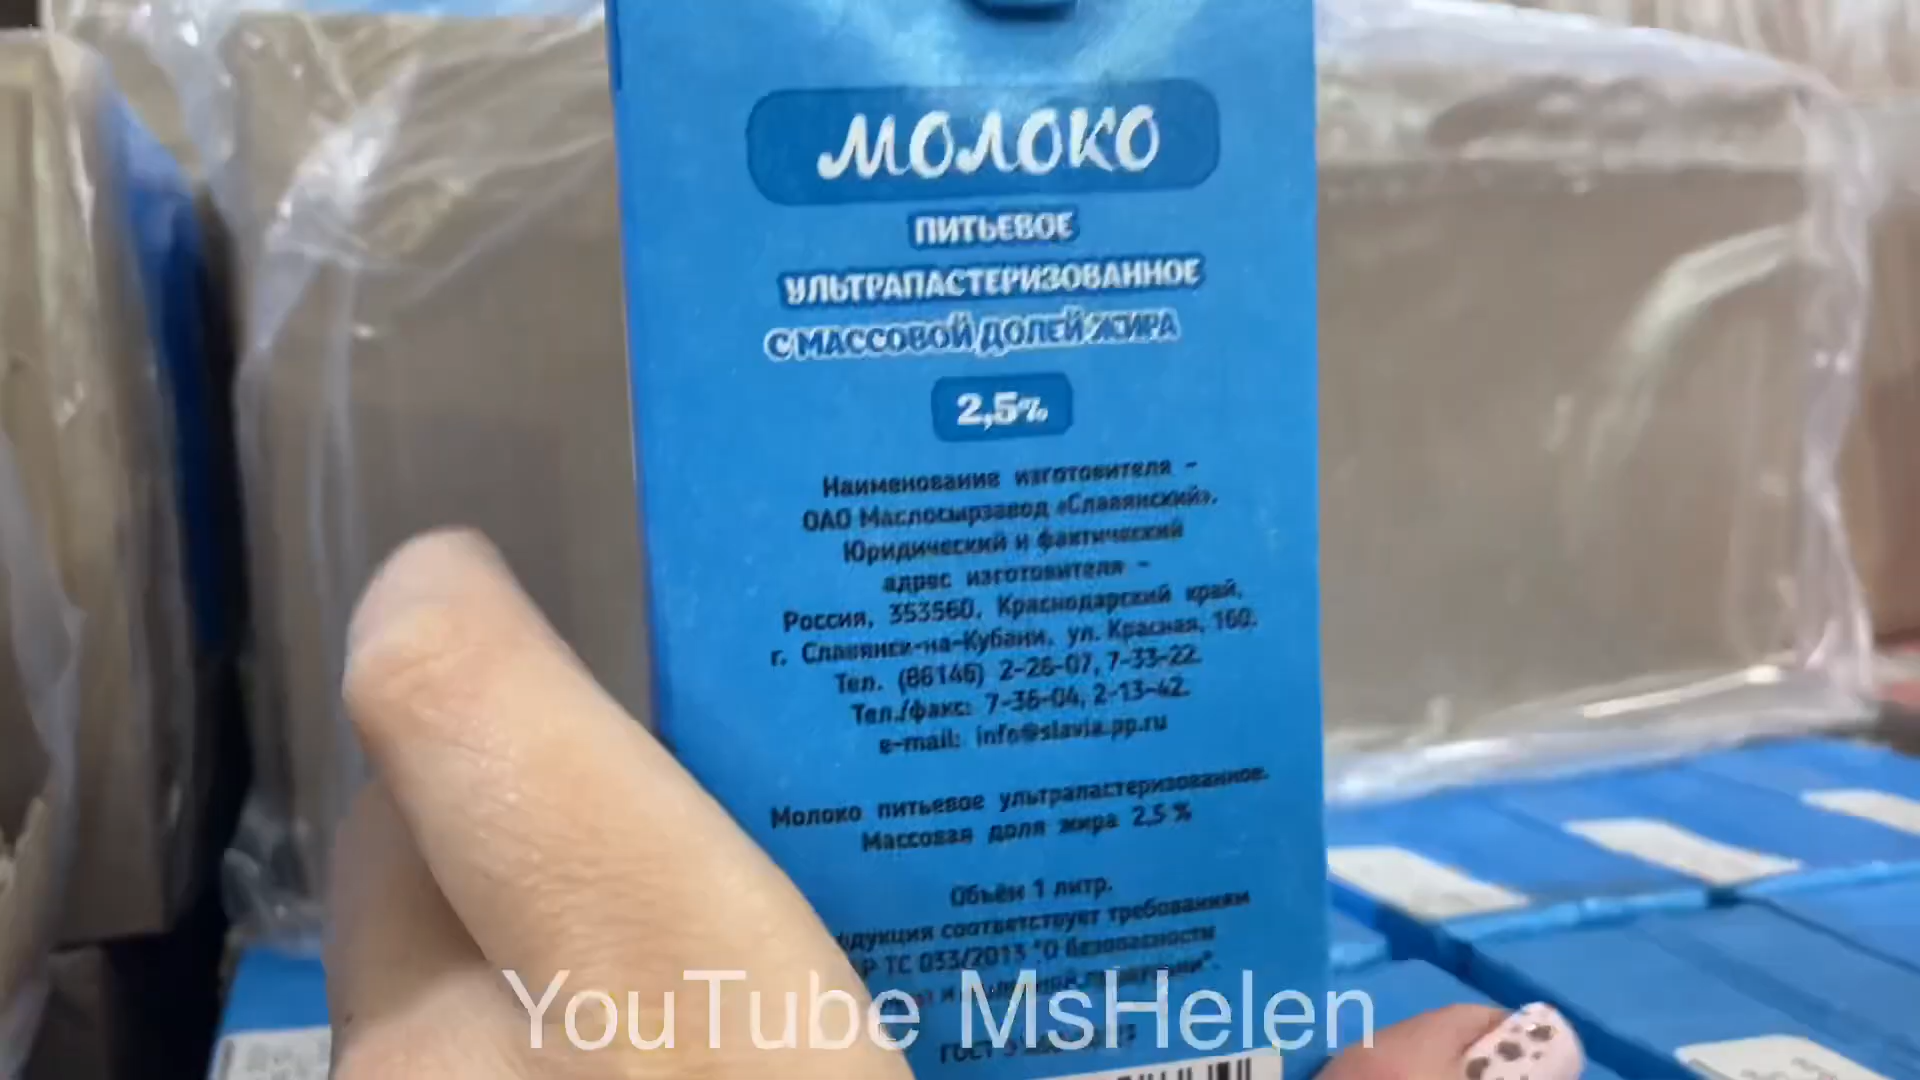 МОЛОКО
ПИТЬЕВОЕ
УЛЬТРАПАСТЕРИЗОВАННОЕ
С МАССОВОЙ ДОЛЕЙ ЖИРА
2,5%
Наименование изготовителя –
ОАО Маслосырзавод «Славянский».
Юридический и фактический
адрес изготовителя –
Россия, 353560, Краснодарский край,
г. Славянск-на-Кубани, ул. Красная, 160.
Тел. (86146) 2-26-07, 7-33-22.
Тел./факс: 7-36-04, 2-13-42.
e-mail: info@slavia.pp.ru
Молоко питьевое ультрапастеризованное.
Массовая доля жира 2,5 %
Объём 1 литр.
дукция соответствует требованиям
Р ТС 033/2013 "О безопасности
YouTube MsHelen
ГОСТ